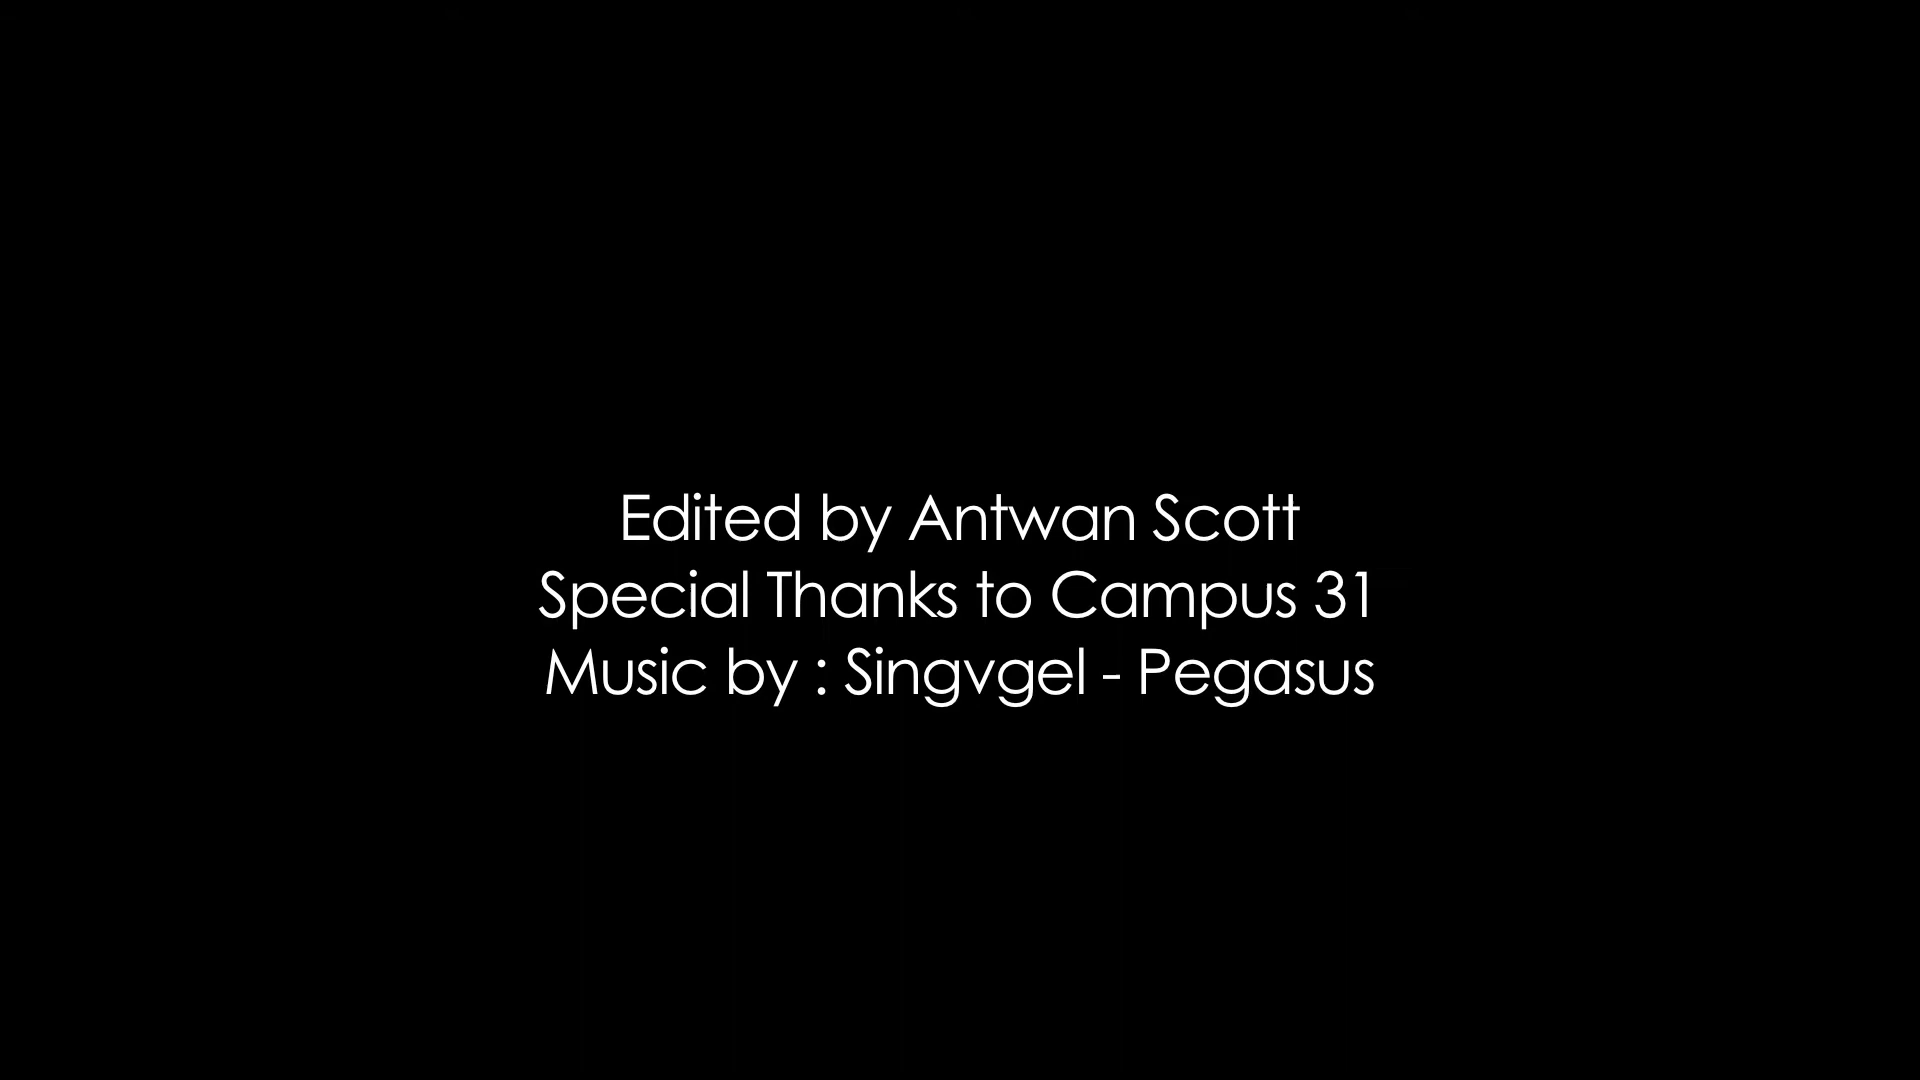 Edited by Antwan Scott
Special Thanks to Campus 31
Music by : Singvgel - Pegasus